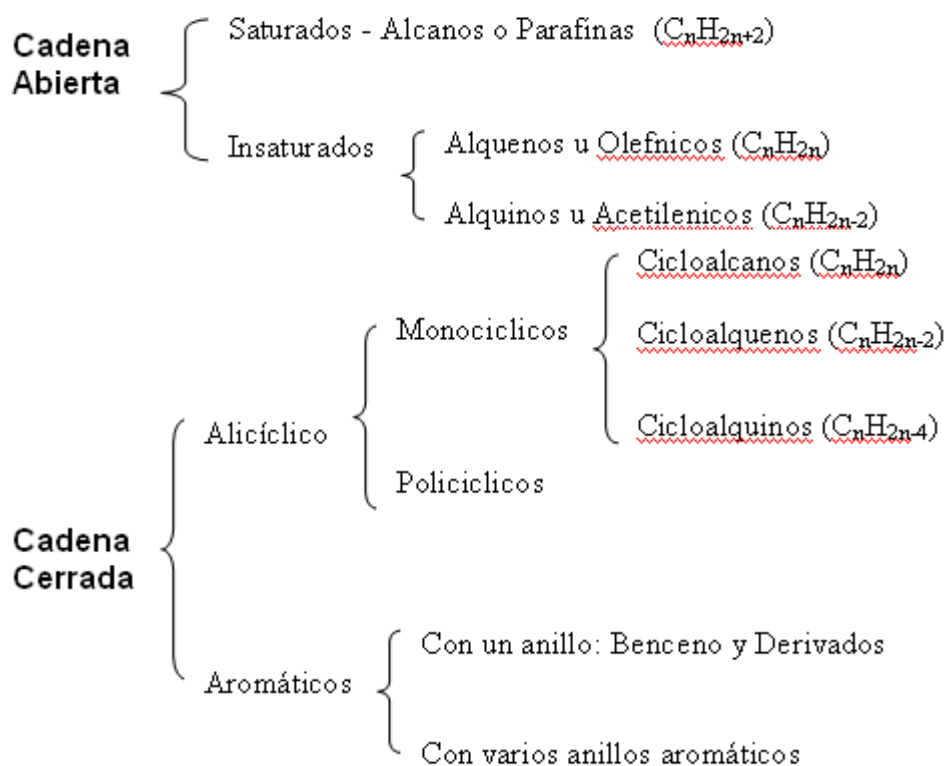 Cadena
Abierta
Saturados - Alcanos o Parafinas (CₙH₂ₙ₊₂)
Insaturados
Alquenos u Olefnicos (CₙH₂ₙ)
Alquinos u Acetilenicos (CₙH₂ₙ₋₂)
Cadena
Cerrada
Alicíclico
Monociclicos
Cicloalcanos (CₙH₂ₙ)
Cicloalquenos (CₙH₂ₙ₋₂)
Cicloalquinos (CₙH₂ₙ₋₄)
Policiclicos
Aromáticos
Con un anillo: Benceno y Derivados
Con varios anillos aromáticos